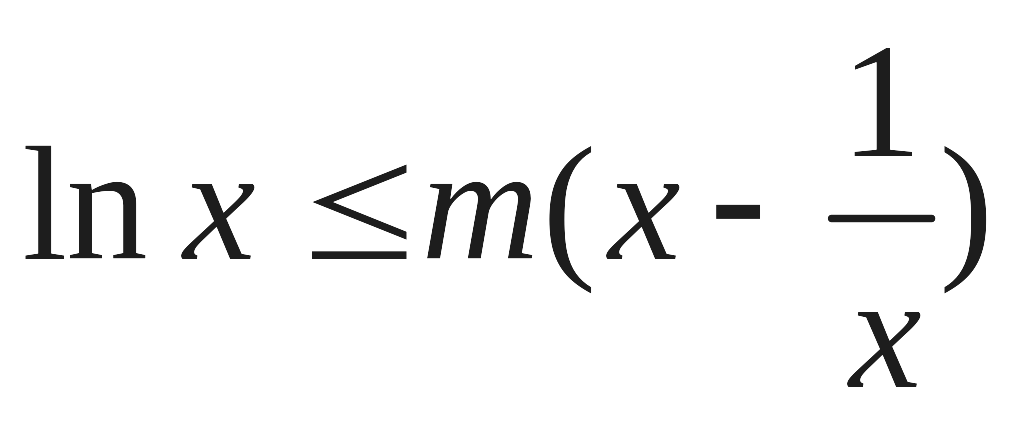 ln x ≤ m(x - 1/x)